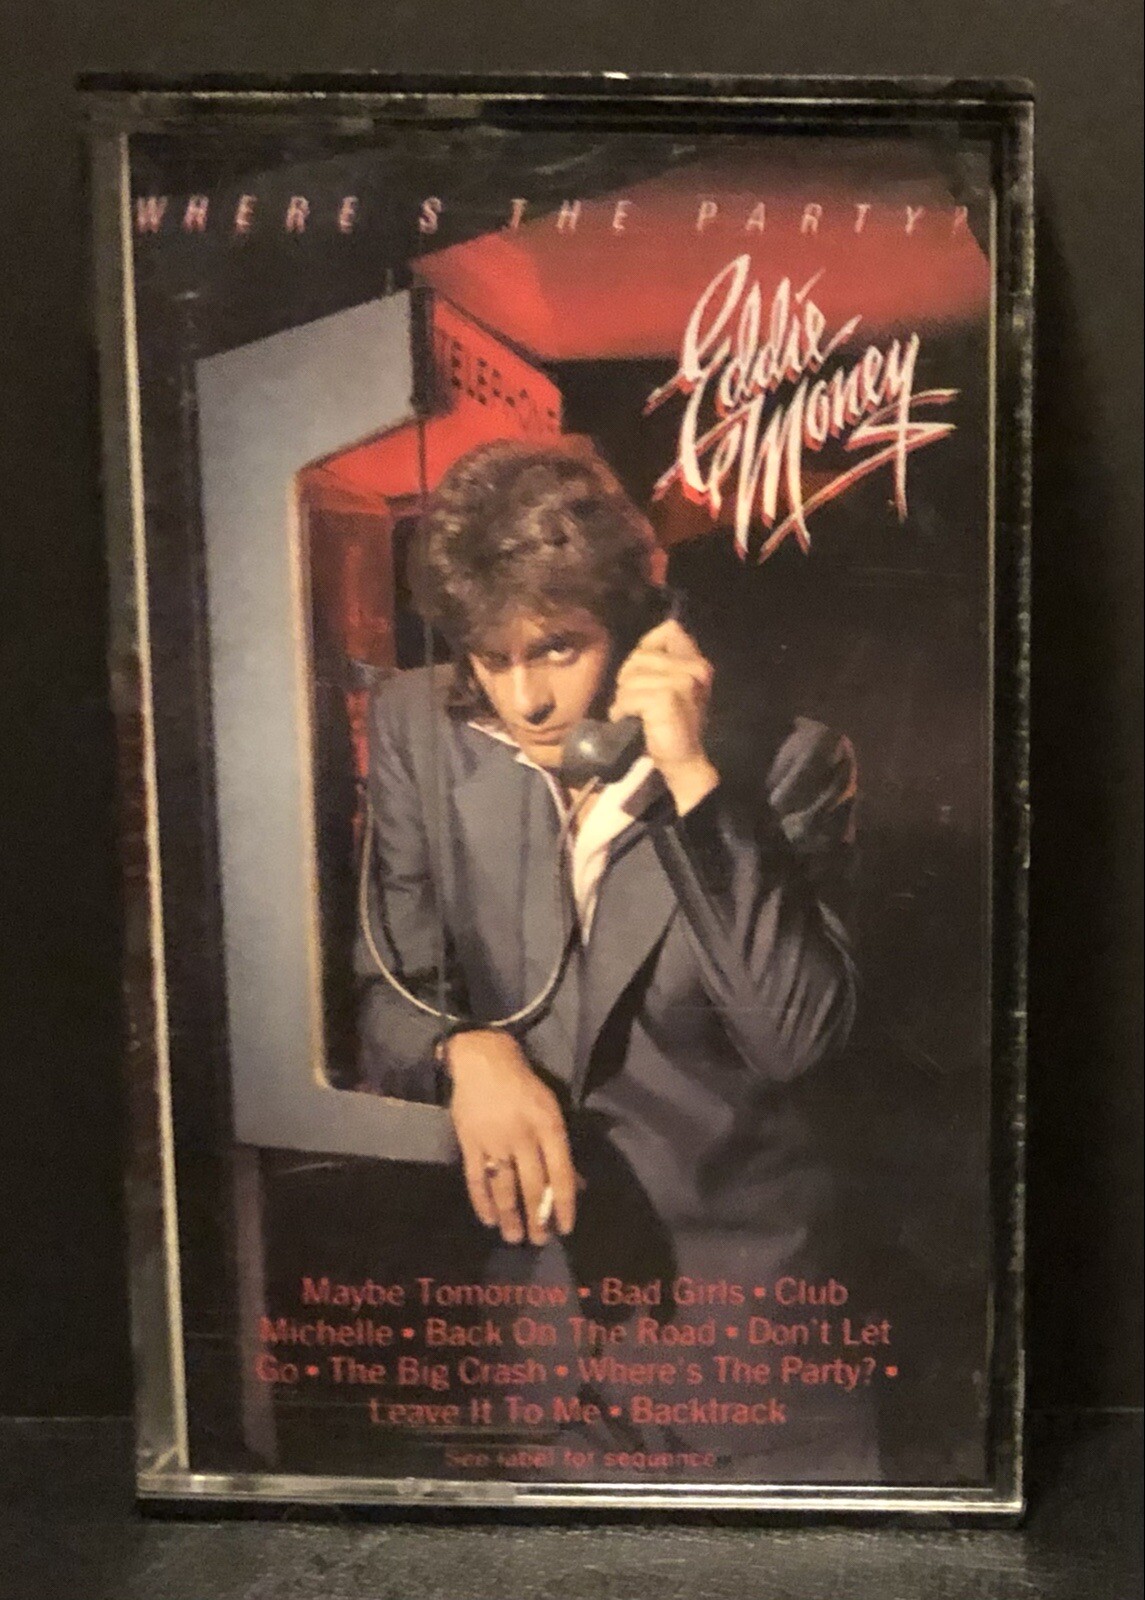 WHERE'S THE PARTY?
Eddie
Money
TELEPHONE
Maybe Tomorrow • Bad Girls • Club
Michelle • Back On The Road • Don't Let
Go • The Big Crash • Where's The Party? •
Leave It To Me • Backtrack
See label for sequence